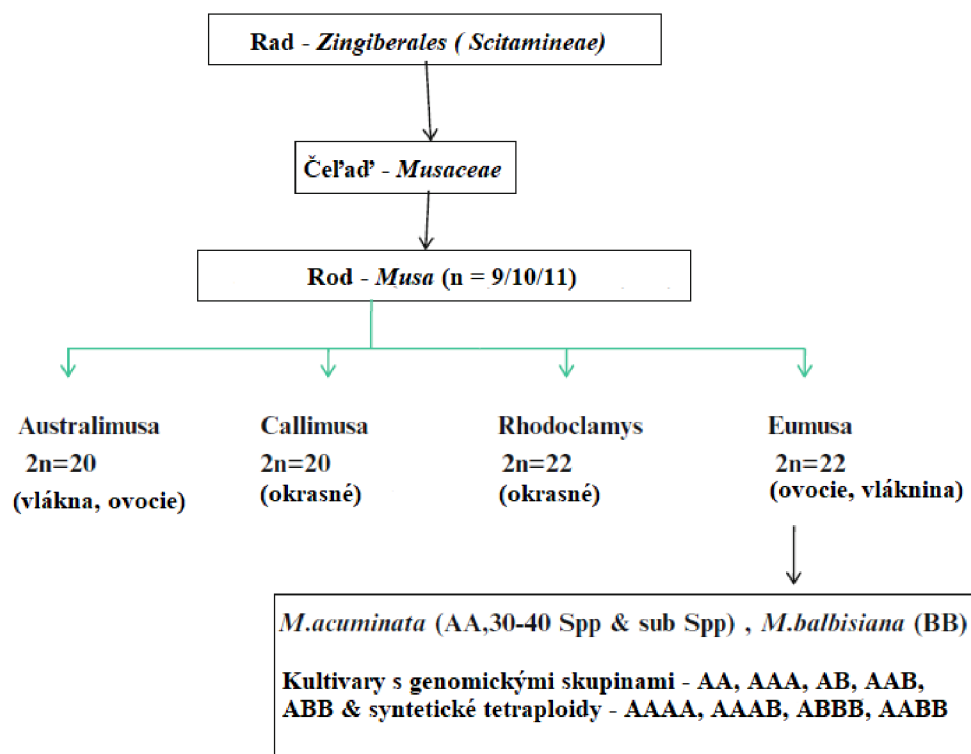 Rad - Zingiberales ( Scitamineae)
Čeľaď - Musaceae
Rod - Musa (n = 9/10/11)
Australimusa
2n=20
(vlákna, ovocie)
Callimusa
2n=20
(okrasné)
Rhodoclamys
2n=22
(okrasné)
Eumusa
2n=22
(ovocie, vláknina)
M.acuminata (AA,30-40 Spp & sub Spp) , M.balbisiana (BB)
Kultivary s genomickými skupinami - AA, AAA, AB, AAB,
ABB & syntetické tetraploidy - AAAA, AAAB, ABBB, AABB